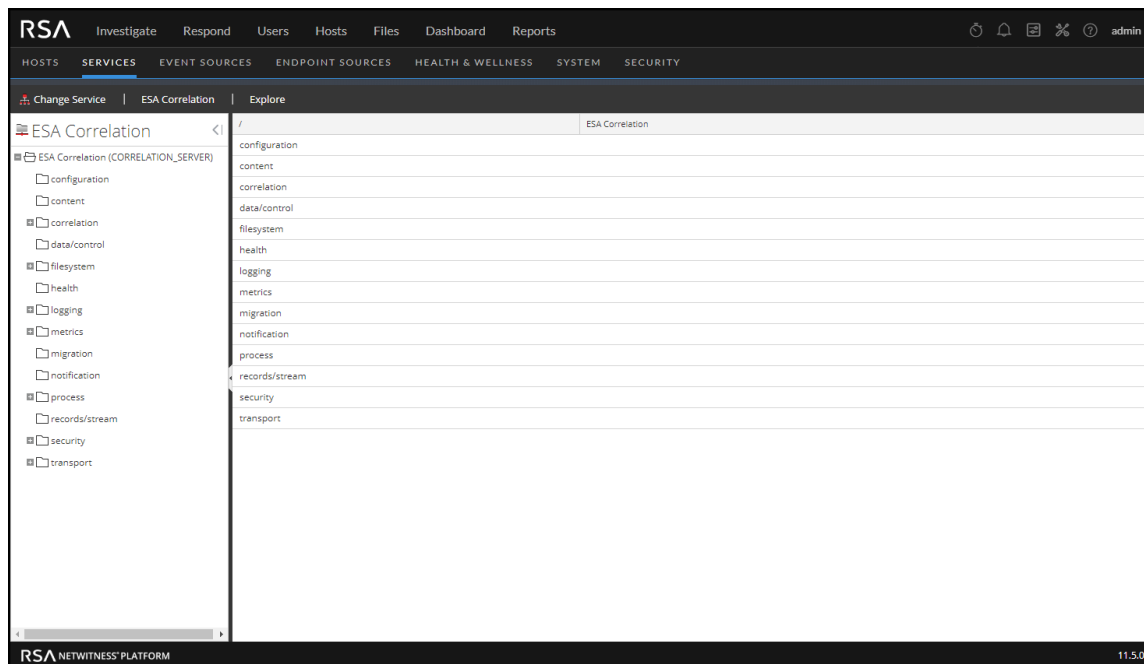 RSA Investigate Respond Users Hosts Files Dashboard Reports admin
HOSTS SERVICES EVENT SOURCES ENDPOINT SOURCES HEALTH & WELLNESS SYSTEM SECURITY
Change Service | ESA Correlation | Explore
ESA Correlation
ESA Correlation (CORRELATION_SERVER)
configuration
content
correlation
data/control
filesystem
health
logging
metrics
migration
notification
process
records/stream
security
transport
/ ESA Correlation
configuration
content
correlation
data/control
filesystem
health
logging
metrics
migration
notification
process
records/stream
security
transport
RSA NETWITNESS® PLATFORM 11.5.0